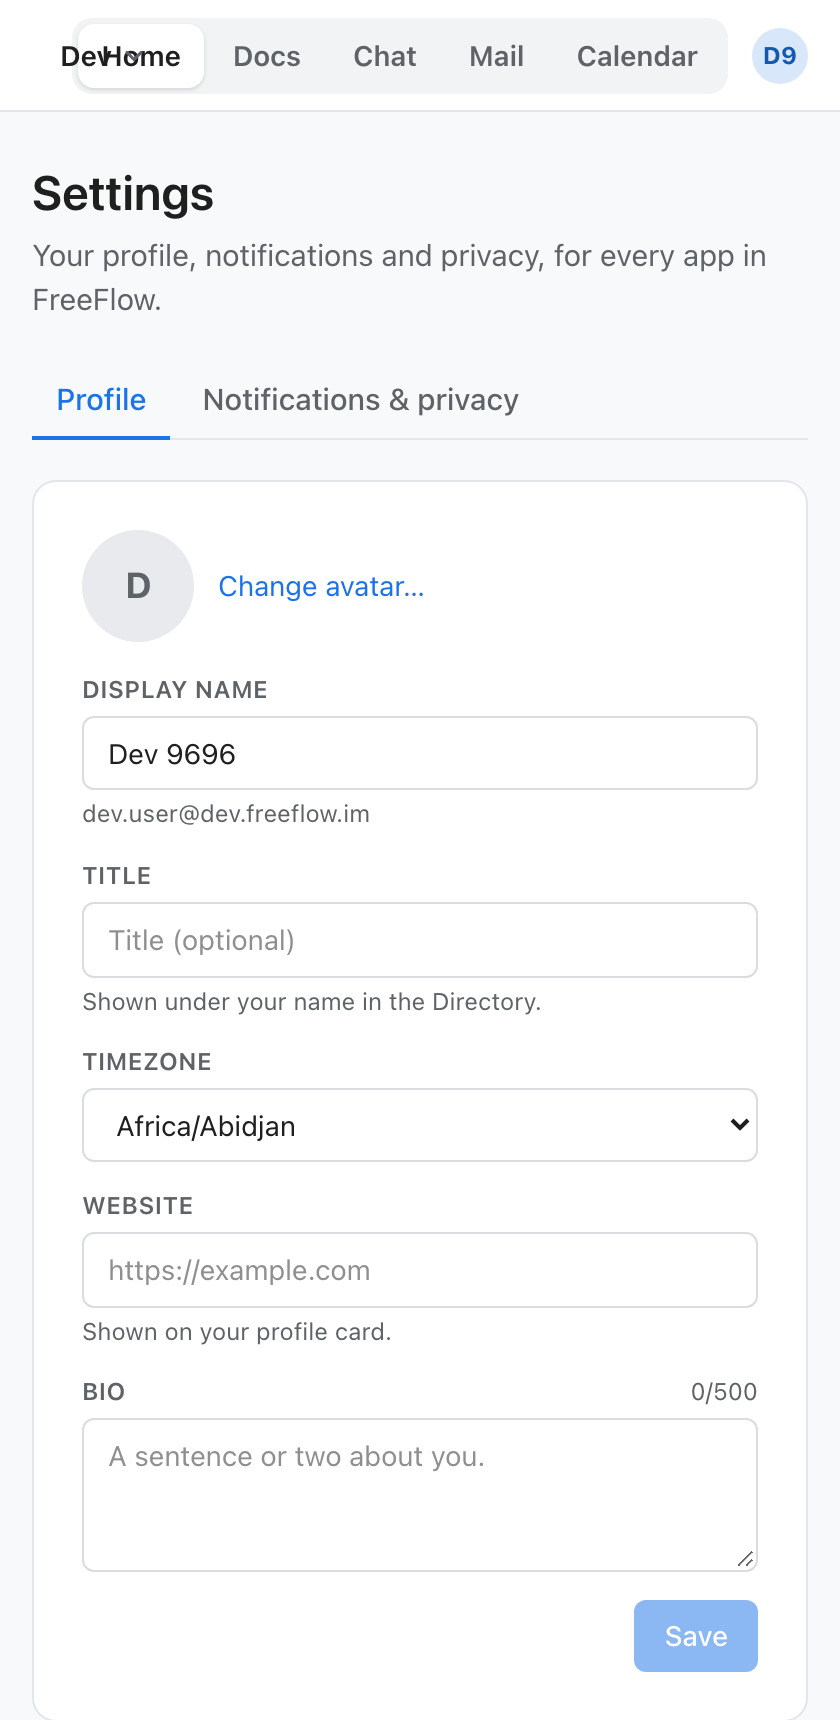 Dev
Home
Docs
Chat
Mail
Calendar
D9
Settings
Your profile, notifications and privacy, for every app in
FreeFlow.
Profile
Notifications & privacy
D
Change avatar...
DISPLAY NAME
Dev 9696
dev.user@dev.freeflow.im
TITLE
Title (optional)
Shown under your name in the Directory.
TIMEZONE
Africa/Abidjan
WEBSITE
https://example.com
Shown on your profile card.
BIO
0/500
A sentence or two about you.
Save